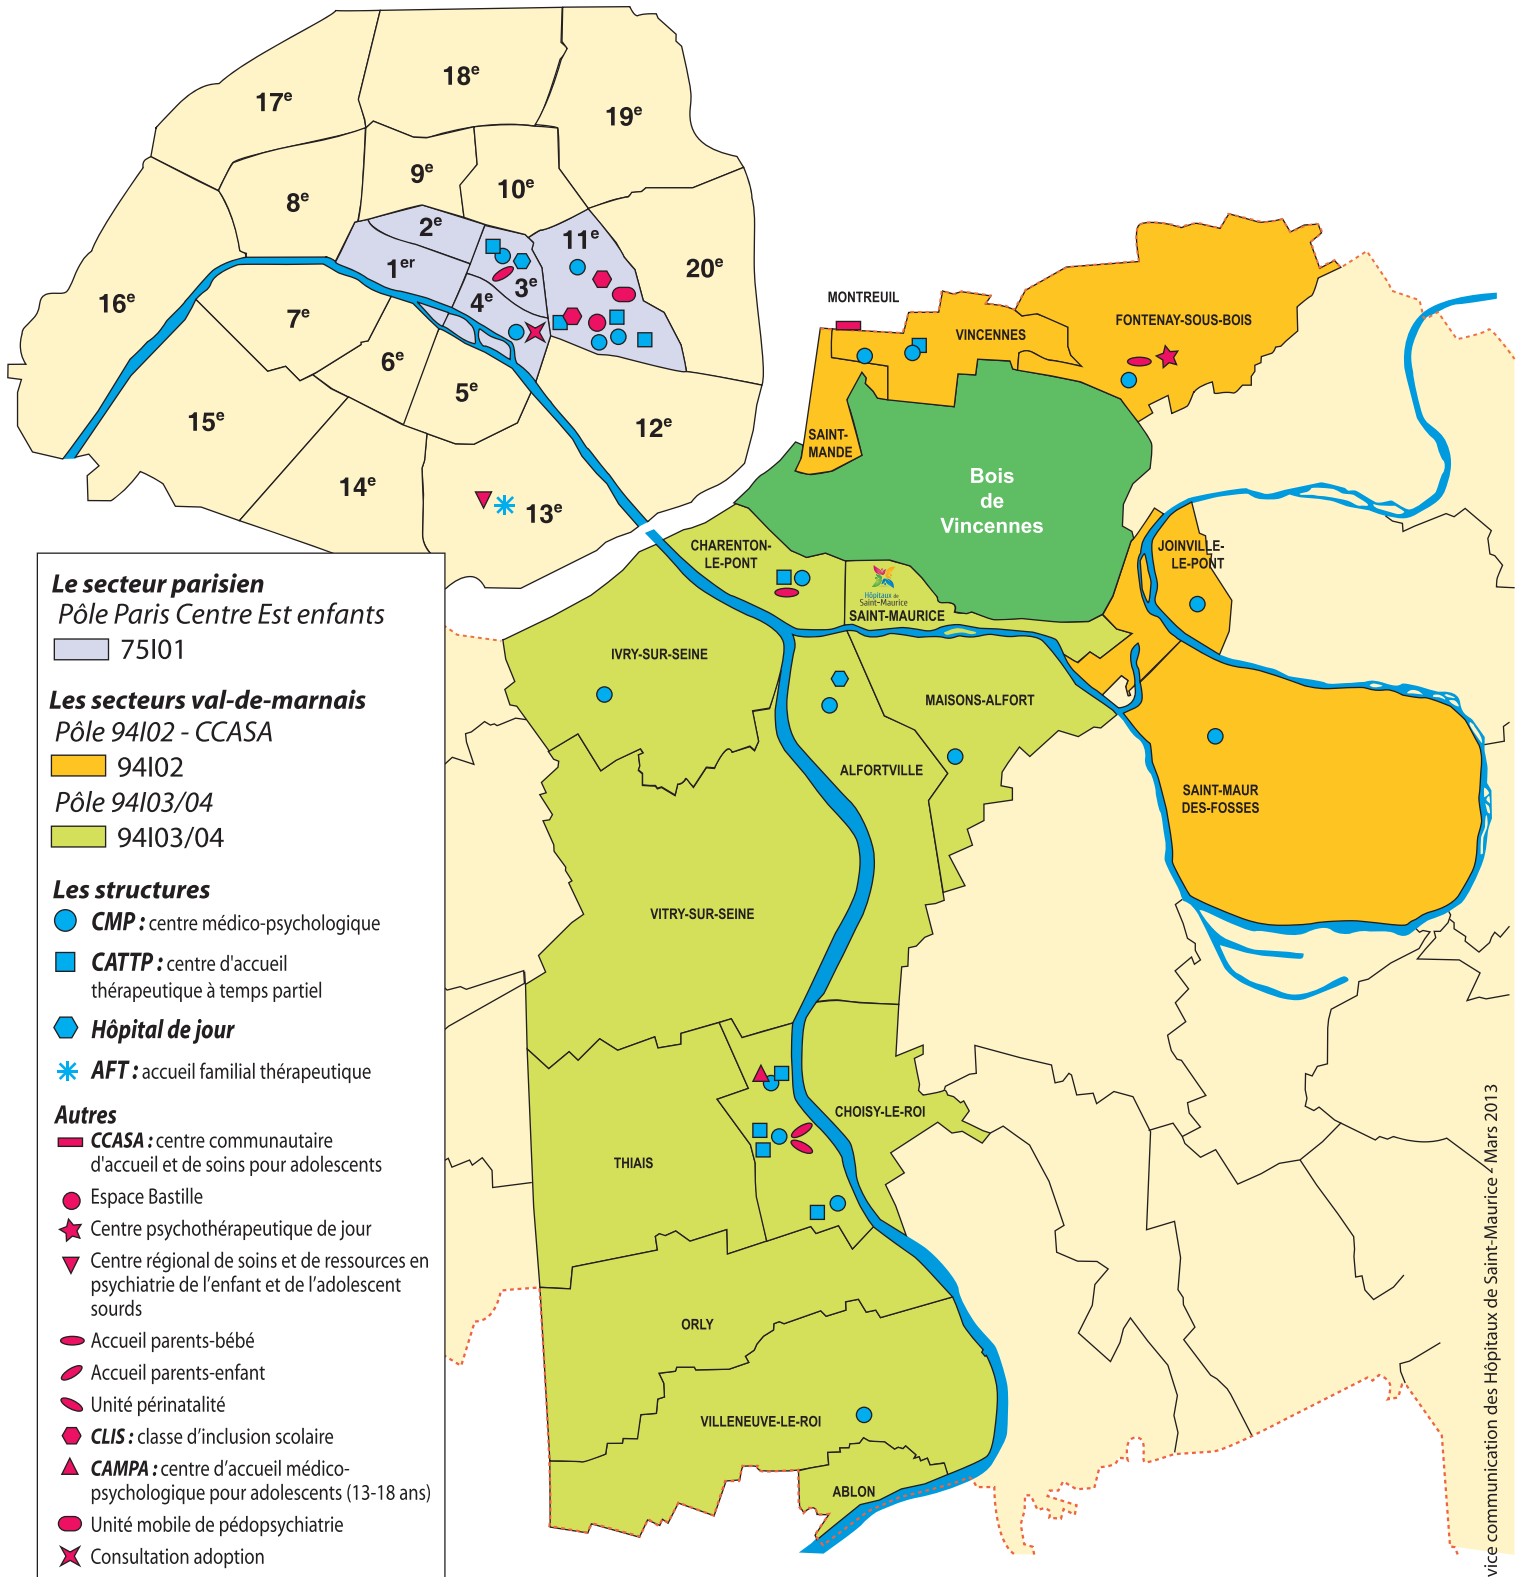 17e
18e
19e
9e
10e
8e
2e
11e
1er
3e
4e
20e
16e
7e
6e
5e
15e
12e
14e
13e
MONTREUIL
VINCENNES
FONTENAY-SOUS-BOIS
SAINT-
MANDE
Bois
de
Vincennes
CHARENTON-
LE-PONT
JOINVILLE-
LE-PONT
Hôpitaux de
Saint-Maurice
SAINT-MAURICE
IVRY-SUR-SEINE
MAISONS-ALFORT
ALFORTVILLE
SAINT-MAUR
DES-FOSSES
VITRY-SUR-SEINE
CHOISY-LE-ROI
THIAIS
ORLY
VILLENEUVE-LE-ROI
ABLON
Le secteur parisien
Pôle Paris Centre Est enfants
75I01
Les secteurs val-de-marnais
Pôle 94I02 - CCASA
94I02
Pôle 94I03/04
94I03/04
Les structures
CMP : centre médico-psychologique
CATTP : centre d'accueil
thérapeutique à temps partiel
Hôpital de jour
AFT : accueil familial thérapeutique
Autres
CCASA : centre communautaire
d'accueil et de soins pour adolescents
Espace Bastille
Centre psychothérapeutique de jour
Centre régional de soins et de ressources en
psychiatrie de l'enfant et de l'adolescent
sourds
Accueil parents-bébé
Accueil parents-enfant
Unité périnatalité
CLIS : classe d'inclusion scolaire
CAMPA : centre d'accueil médico-
psychologique pour adolescents (13-18 ans)
Unité mobile de pédopsychiatrie
Consultation adoption
vice communication des Hôpitaux de Saint-Maurice - Mars 2013